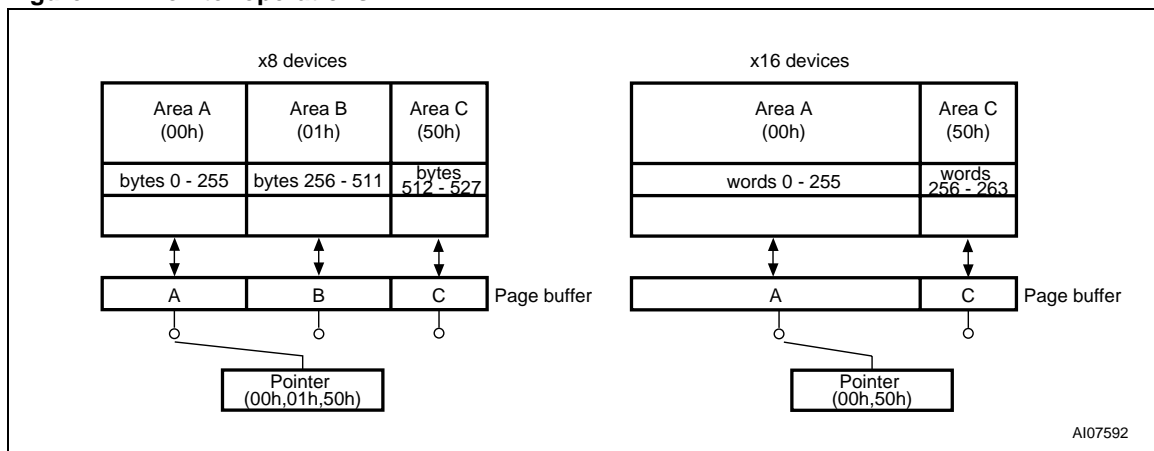 x8 devices
Area A
(00h)
Area B
(01h)
Area C
(50h)
bytes 0 - 255
bytes 256 - 511
bytes
512 - 527
A
B
C
Page buffer
Pointer
(00h,01h,50h)
x16 devices
Area A
(00h)
Area C
(50h)
words 0 - 255
words
256 - 263
A
C
Page buffer
Pointer
(00h,50h)
AI07592